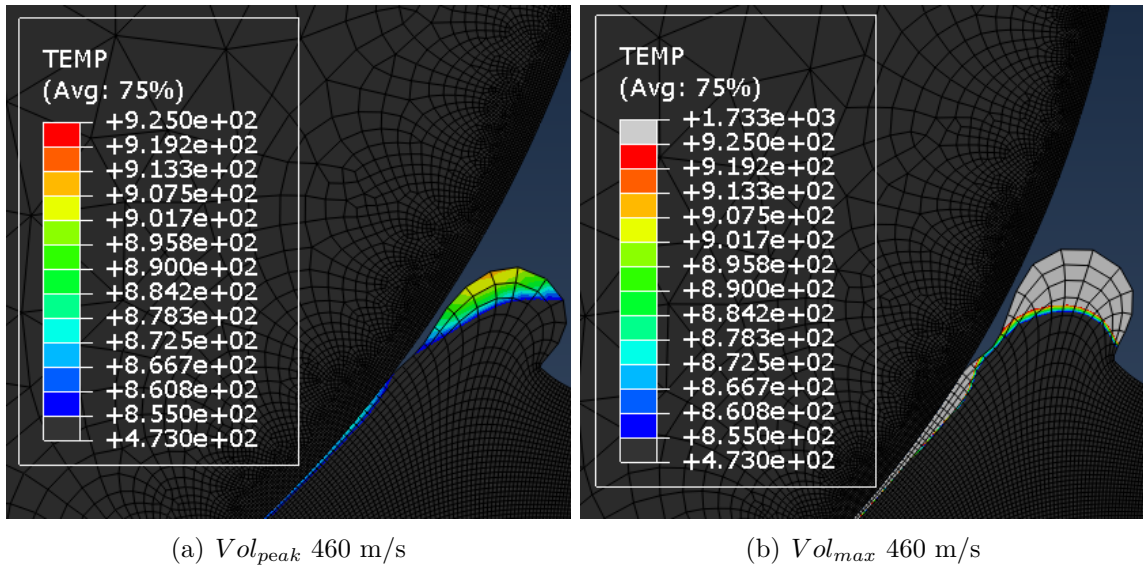 TEMP
(Avg: 75%)
+9.250e+02
+9.192e+02
+9.133e+02
+9.075e+02
+9.017e+02
+8.958e+02
+8.900e+02
+8.842e+02
+8.783e+02
+8.725e+02
+8.667e+02
+8.608e+02
+8.550e+02
+4.730e+02
TEMP
(Avg: 75%)
+1.733e+03
+9.250e+02
+9.192e+02
+9.133e+02
+9.075e+02
+9.017e+02
+8.958e+02
+8.900e+02
+8.842e+02
+8.783e+02
+8.725e+02
+8.667e+02
+8.608e+02
+8.550e+02
+4.730e+02
(a) Vol_peak 460 m/s
(b) Vol_max 460 m/s